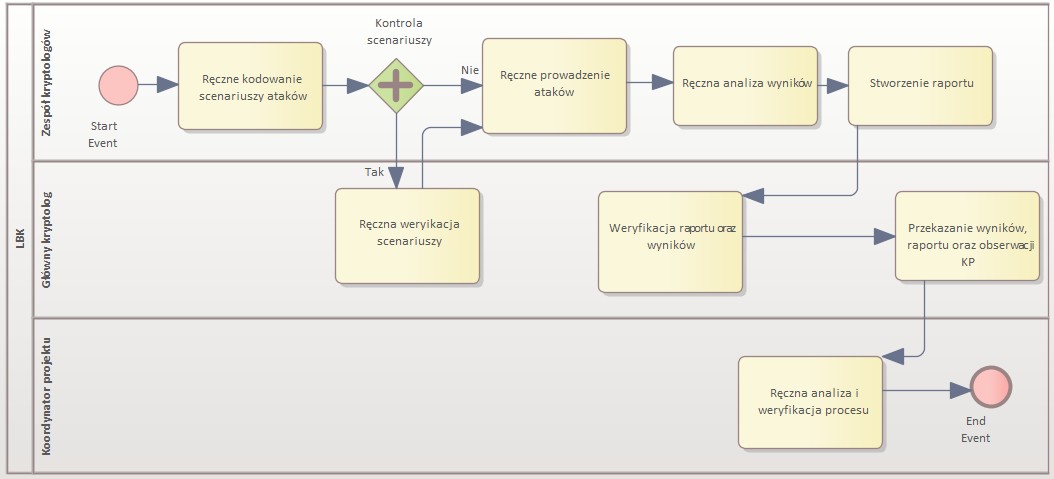 LBK
Zespół kryptologów
Start
Event
Ręczne kodowanie
scenariuszy ataków
Kontrola
scenariuszy
Nie
Tak
Ręczne prowadzenie
ataków
Ręczna analiza wyników
Stworzenie raportu
Główny kryptolog
Ręczna weryikacja
scenariuszy
Weryfikacja raportu oraz
wyników
Przekazanie wyników,
raportu oraz obserwacji
KP
Koordynator projektu
Ręczna analiza i
weryfikacja procesu
End
Event